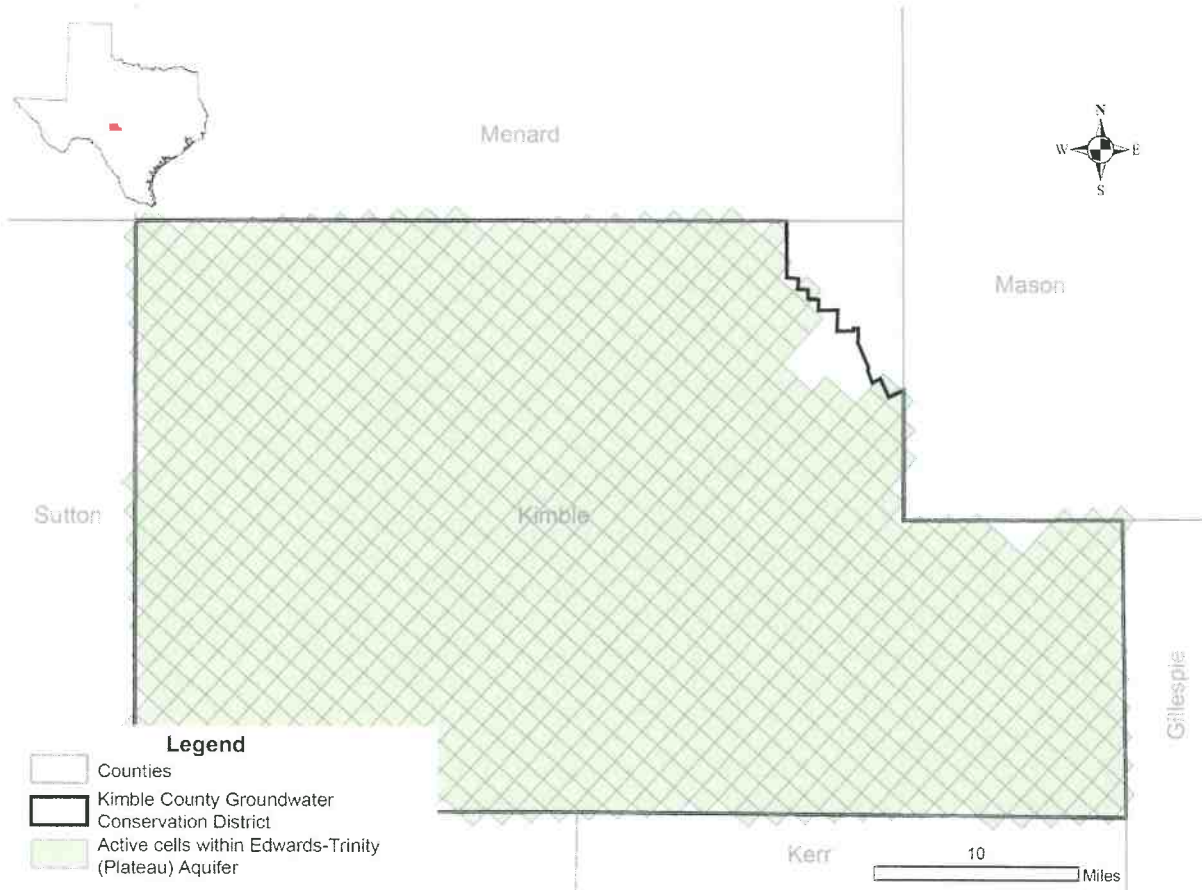 Menard
N
W
E
S
Mason
Sutton
Kimble
Gillespie
Legend
Counties
Kimble County Groundwater
Conservation District
Active cells within Edwards-Trinity
(Plateau) Aquifer
Kerr
10
Miles